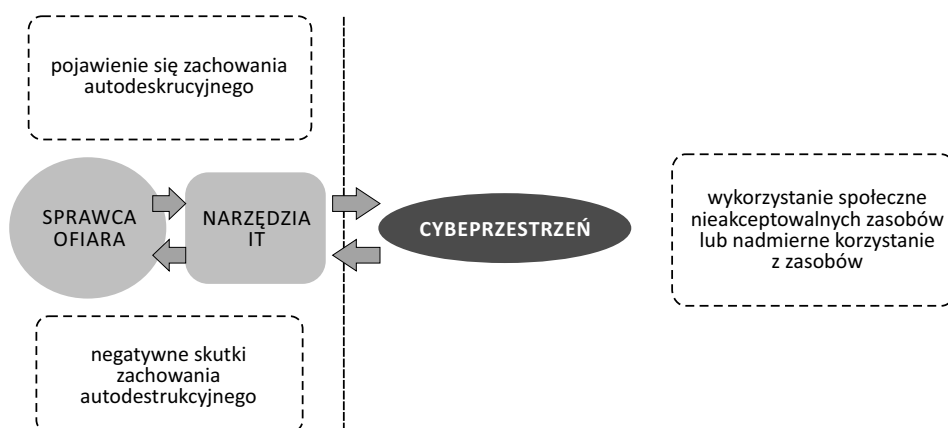 pojawienie się zachowania
autodeskrucyjnego
SPRAWCA
OFIARA
NARZĘDZIA
IT
CYBEPRZESTRZEŃ
wykorzystanie społeczne
nieakceptowalnych zasobów
lub nadmierne korzystanie
z zasobów
negatywne skutki
zachowania
autodestrukcyjnego